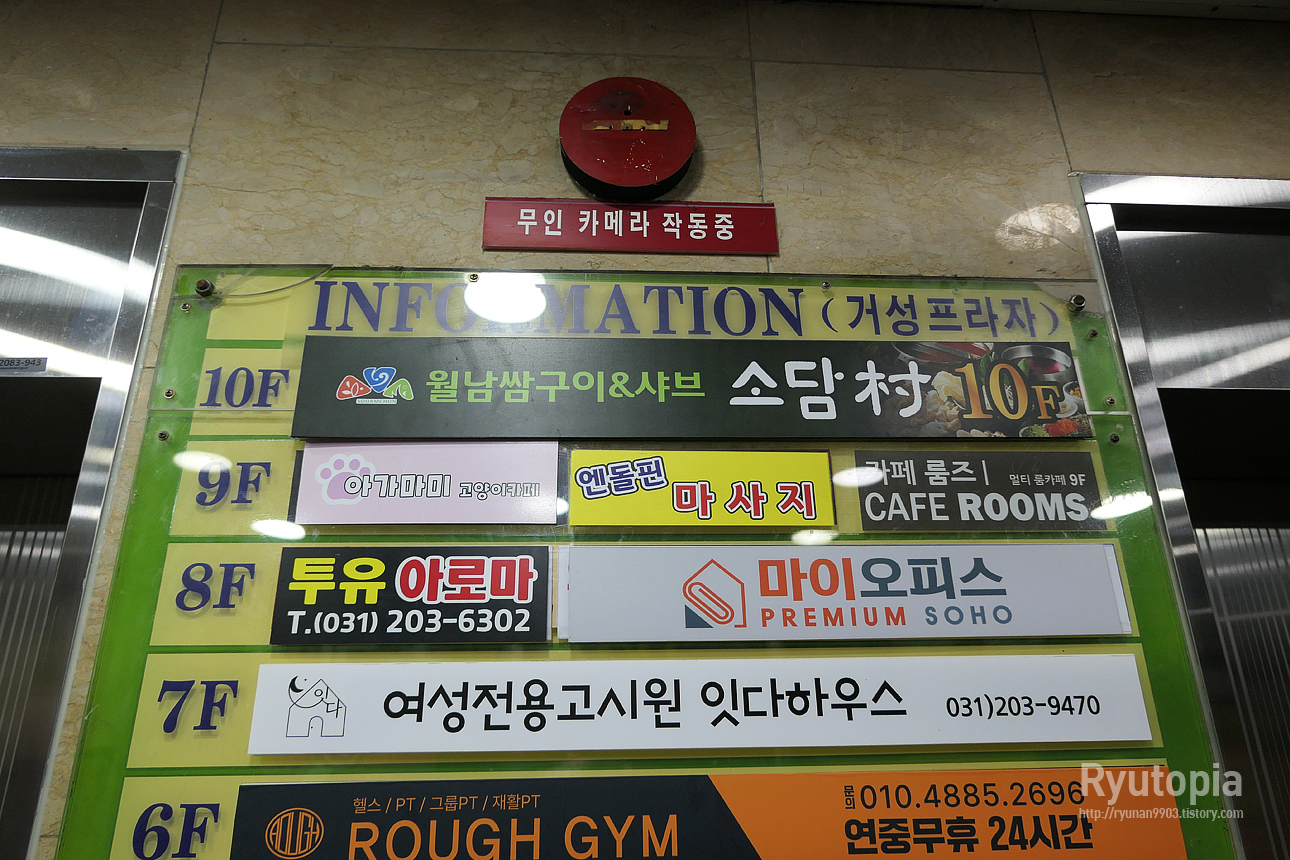 무인 카메라 작동중
INFORMATION (거성프라자)
10F
월남쌈구이&샤브 소담村 10F
9F
아가마미 고양이카페
엔돌핀 마사지
카페 룸즈 | 멀티 룸카페 9F
CAFE ROOMS
8F
투유 아로마
T.(031) 203-6302
마이오피스
PREMIUM SOHO
7F
잇다
여성전용고시원 잇다하우스 031)203-9470
6F
헬스 / PT / 그룹PT / 재활PT
ROUGH
ROUGH GYM
문의 010.4885.2696
연중무휴 24시간
2083-943
Ryutopia
http://ryunan9903.tistory.com